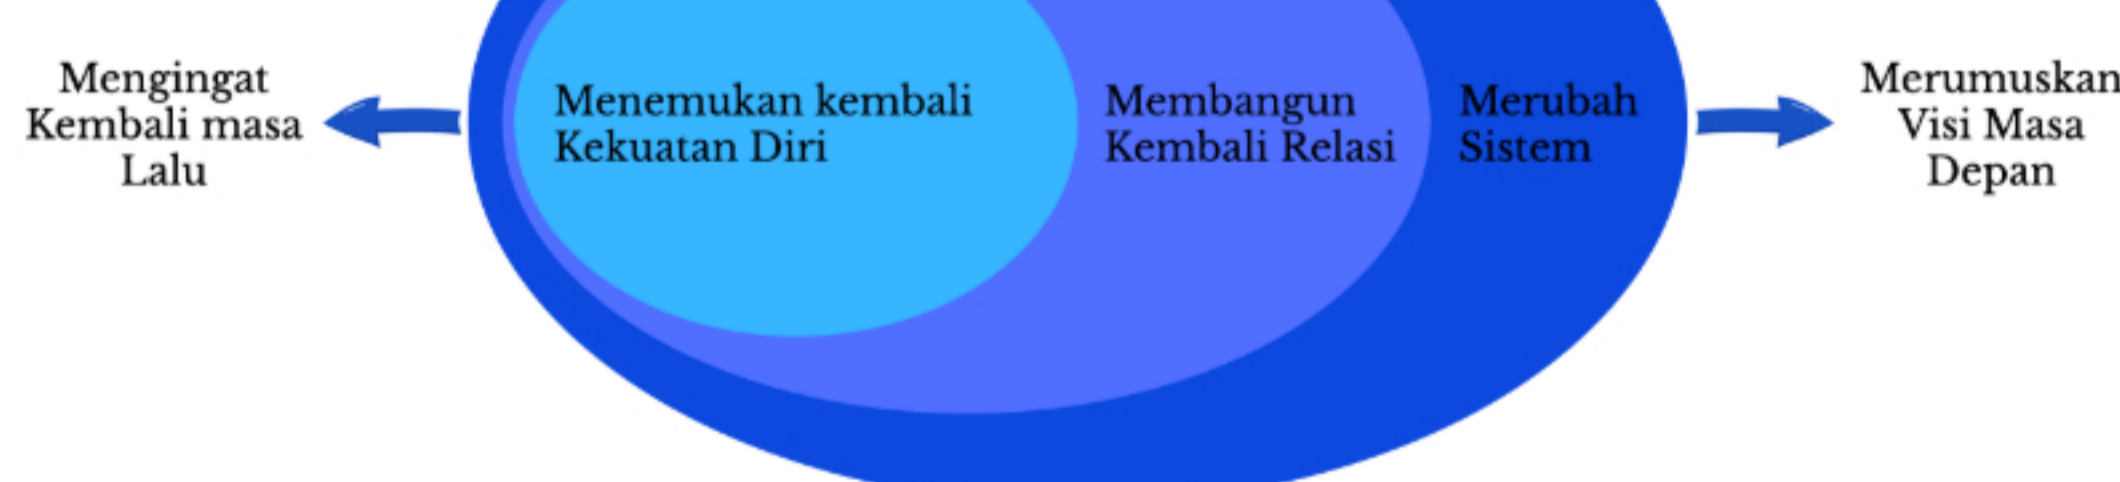 Mengingat
Kembali masa
Lalu
Menemukan kembali
Kekuatan Diri
Membangun
Kembali Relasi
Merubah
Sistem
Merumuskan
Visi Masa
Depan